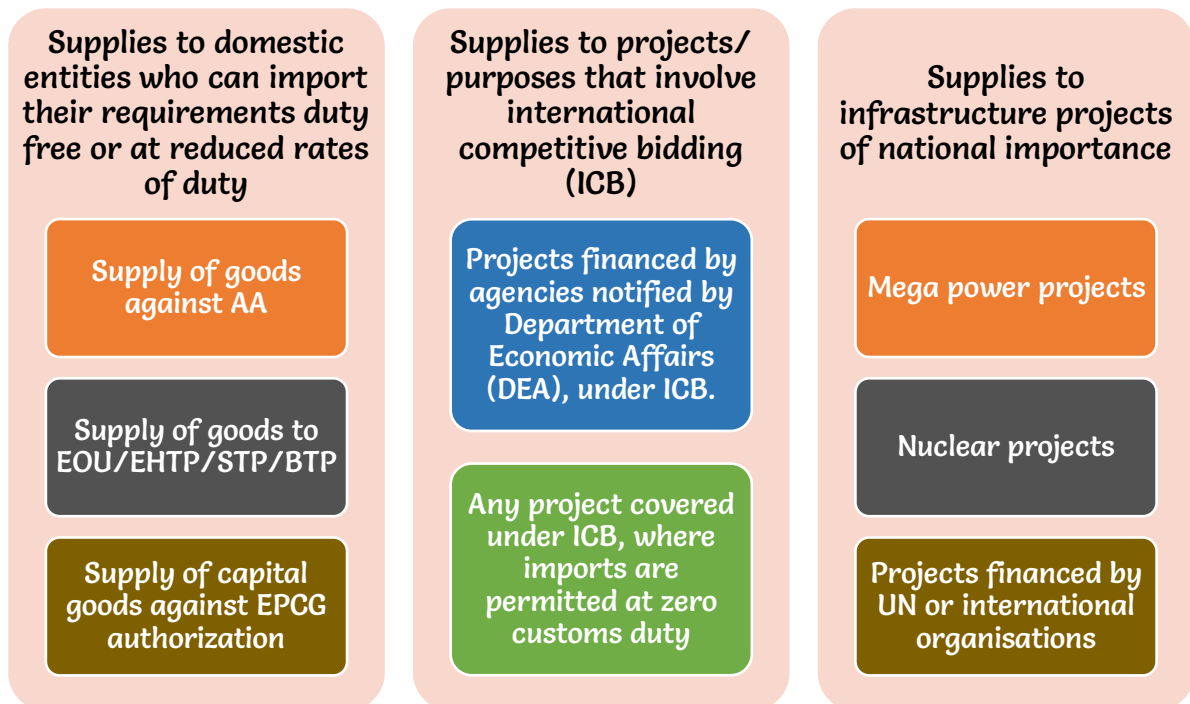 Supplies to domestic
entities who can import
their requirements duty
free or at reduced rates
of duty
Supply of goods
against AA
Supply of goods to
EOU/EHTP/STP/BTP
Supply of capital
goods against EPCG
authorization
Supplies to projects/
purposes that involve
international
competitive bidding
(ICB)
Projects financed by
agencies notified by
Department of
Economic Affairs
(DEA), under ICB.
Any project covered
under ICB, where
imports are
permitted at zero
customs duty
Supplies to
infrastructure projects
of national importance
Mega power projects
Nuclear projects
Projects financed by
UN or international
organisations